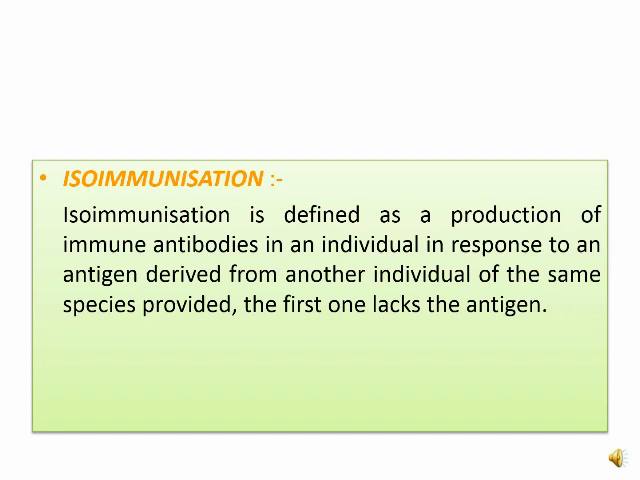 • ISOIMMUNISATION :-
Isoimmunisation is defined as a production of
immune antibodies in an individual in response to an
antigen derived from another individual of the same
species provided, the first one lacks the antigen.